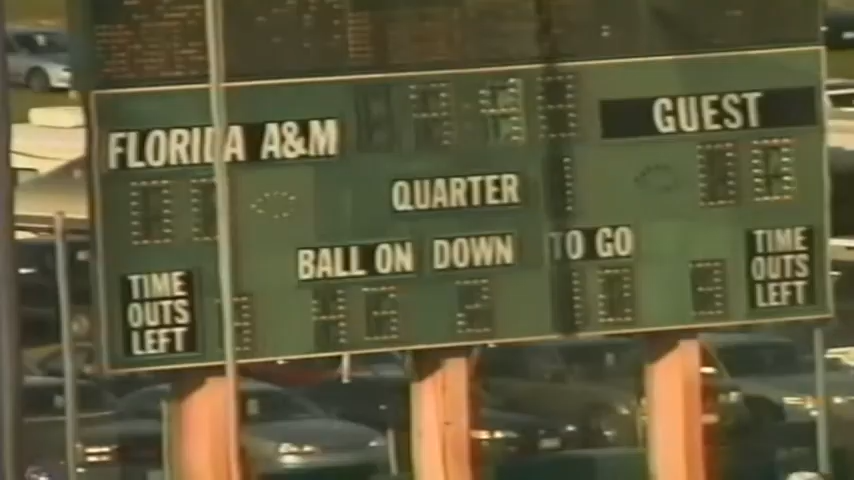 FLORIDA A&M
GUEST
QUARTER
BALL ON DOWN TO GO
TIME
OUTS
LEFT
TIME
OUTS
LEFT